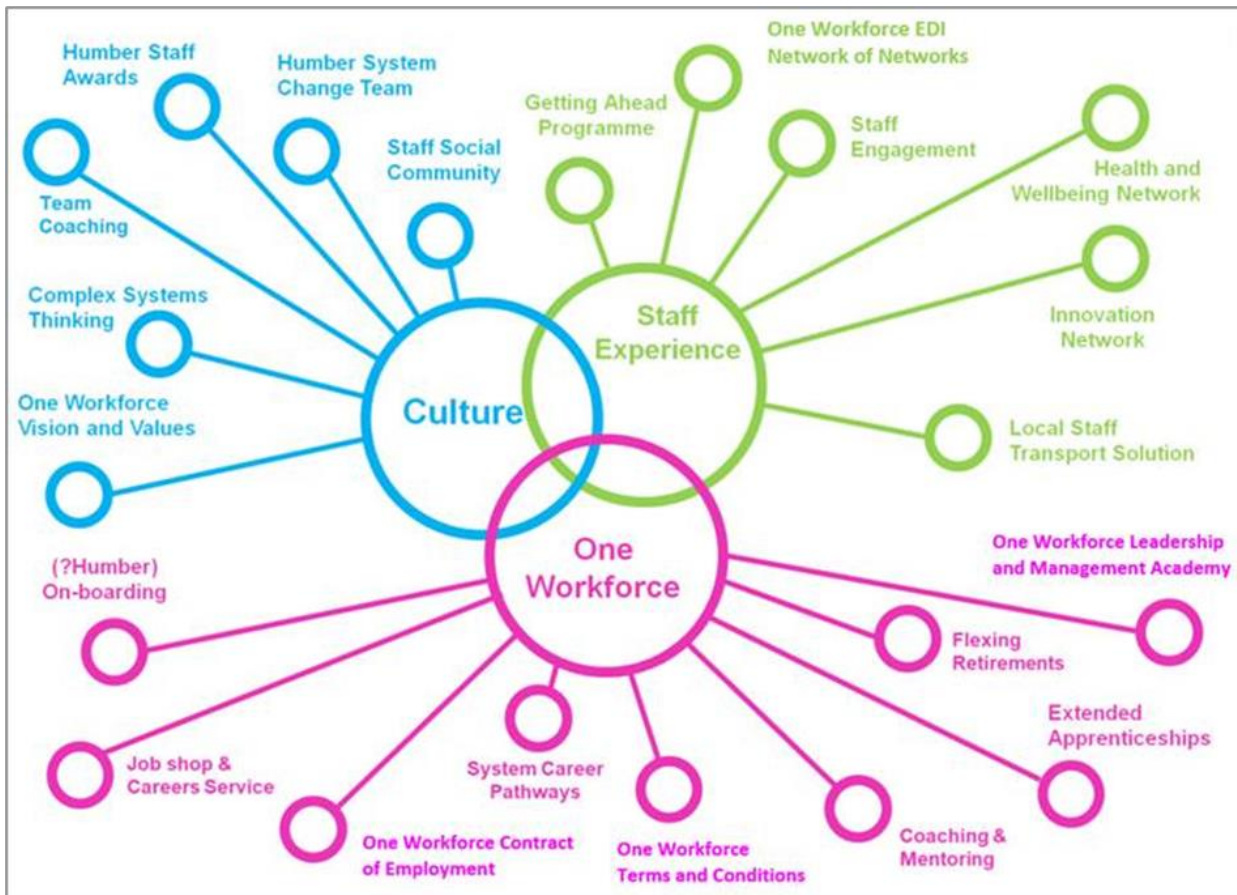 Humber Staff
Awards
Humber System
Change Team
Staff Social
Community
Team
Coaching
Complex Systems
Thinking
One Workforce
Vision and Values
Culture
One Workforce EDI
Network of Networks
Getting Ahead
Programme
Staff
Engagement
Health and
Wellbeing Network
Innovation
Network
Local Staff
Transport Solution
Staff
Experience
One
Workforce
(?Humber)
On-boarding
Job shop &
Careers Service
One Workforce Contract
of Employment
System Career
Pathways
One Workforce
Terms and Conditions
Coaching &
Mentoring
Extended
Apprenticeships
Flexing
Retirements
One Workforce Leadership
and Management Academy